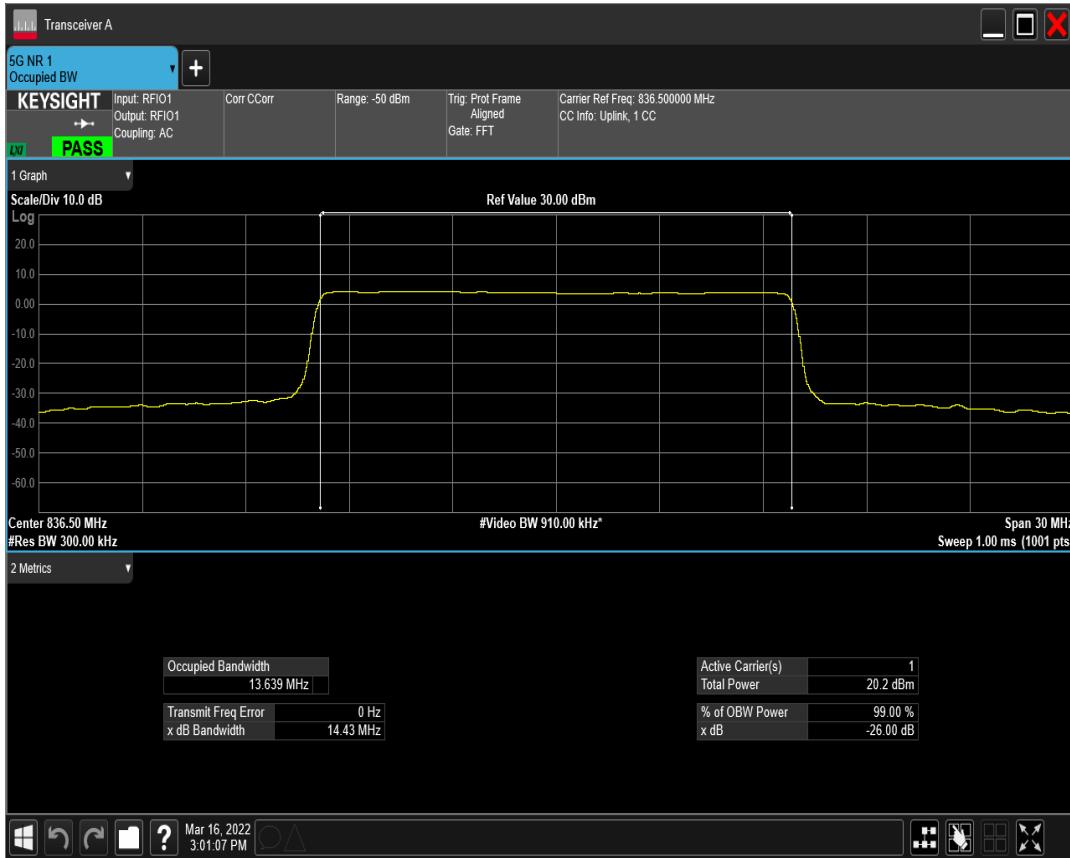 Transceiver A
5G NR 1
Occupied BW
KEYSIGHT
LXI
PASS
Input: RFIO1
Output: RFIO1
Coupling: AC
Corr CCorr
Range: -50 dBm
Trig: Prot Frame
Aligned
Gate: FFT
Carrier Ref Freq: 836.500000 MHz
CC Info: Uplink, 1 CC
1 Graph
Scale/Div 10.0 dB
Ref Value 30.00 dBm
Log
20.0
10.0
0.00
-10.0
-20.0
-30.0
-40.0
-50.0
-60.0
Center 836.50 MHz
#Video BW 910.00 kHz*
Span 30 MHz
#Res BW 300.00 kHz
Sweep 1.00 ms (1001 pts
2 Metrics
Occupied Bandwidth
13.639 MHz
Transmit Freq Error 0 Hz
x dB Bandwidth 14.43 MHz
Active Carrier(s) 1
Total Power 20.2 dBm
% of OBW Power 99.00 %
x dB -26.00 dB
?
Mar 16, 2022
3:01:07 PM